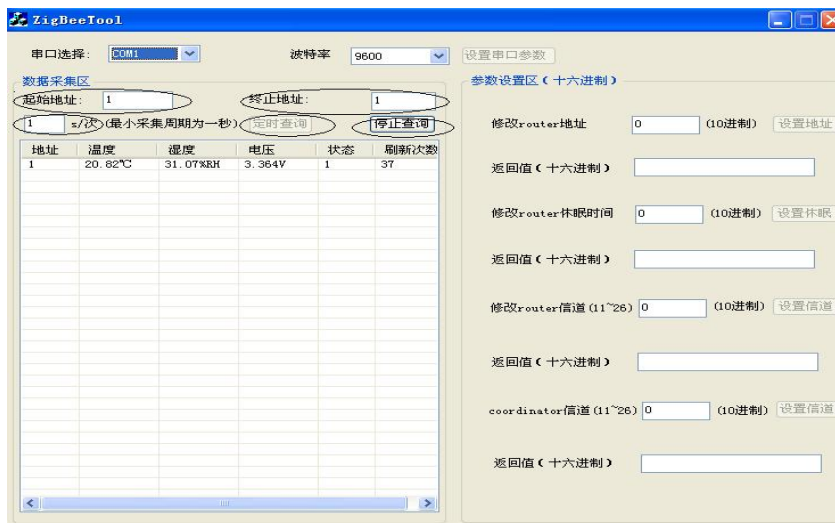 ZigBeeTool
串口选择: COM1 波特率 9600 设置串口参数
数据采集区
起始地址: 1 终止地址: 1
1 s/次(最小采集周期为一秒) 定时查询 停止查询
地址 温度 湿度 电压 状态 刷新次数
1 20.82℃ 31.07%RH 3.364V 1 37
参数设置区(十六进制)
修改router地址 0 (10进制) 设置地址
返回值(十六进制)
修改router休眠时间 0 (10进制) 设置休眠
返回值(十六进制)
修改router信道(11~26) 0 (10进制) 设置信道
返回值(十六进制)
coordinator信道(11~26) 0 (10进制) 设置信道
返回值(十六进制)